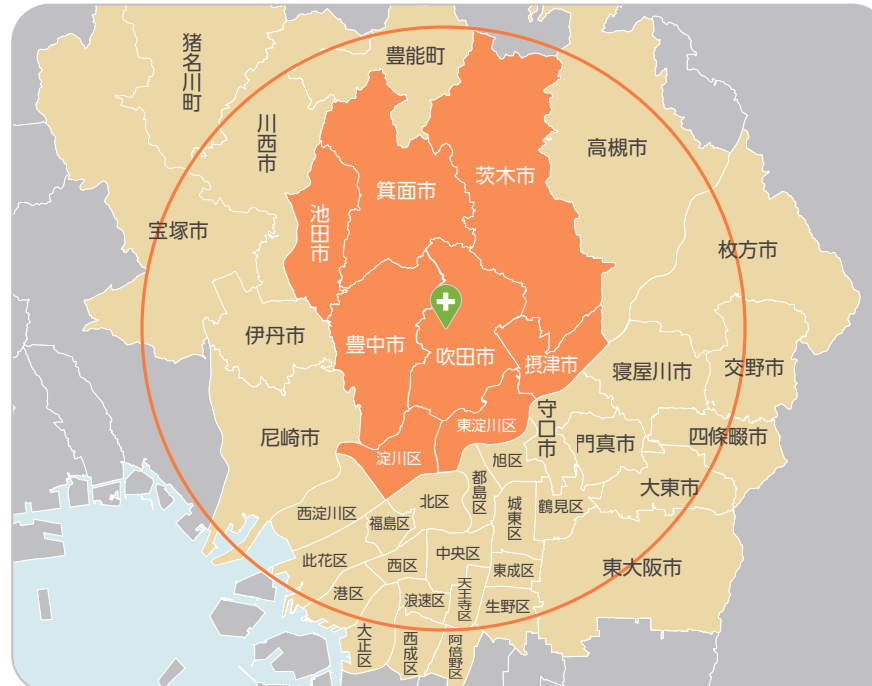 猪名川町
豊能町
川西市
高槻市
茨木市
箕面市
池田市
宝塚市
枚方市
伊丹市
豊中市
吹田市
摂津市
寝屋川市
交野市
守口市
東淀川区
尼崎市
門真市
四條畷市
淀川区
旭区
都島区
大東市
北区
城東区
鶴見区
西淀川区
福島区
中央区
此花区
西区
東成区
東大阪市
天王寺区
港区
浪速区
生野区
大正区
西成区
阿倍野区